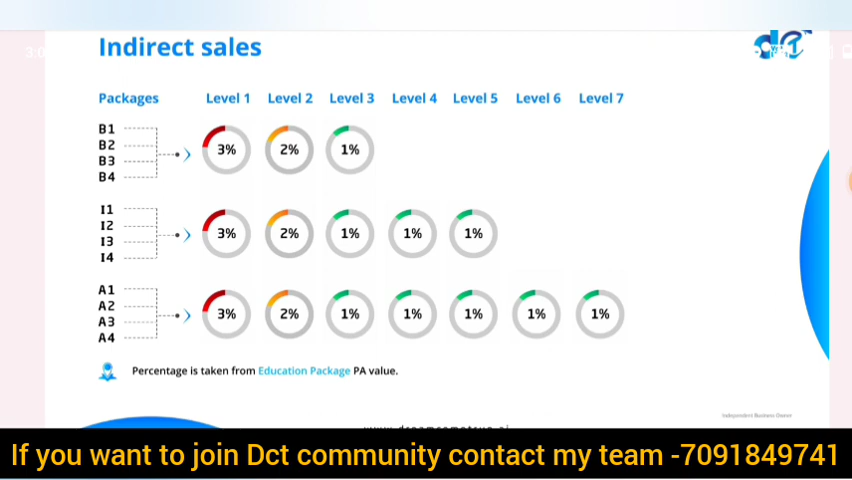 Indirect sales
Packages Level 1 Level 2 Level 3 Level 4 Level 5 Level 6 Level 7
B1
B2
B3
B4
3% 2% 1%
I1
I2
I3
I4
3% 2% 1% 1% 1%
A1
A2
A3
A4
3% 2% 1% 1% 1% 1% 1%
Percentage is taken from Education Package PA value.
Independent Business Owner
If you want to join Dct community contact my team -7091849741